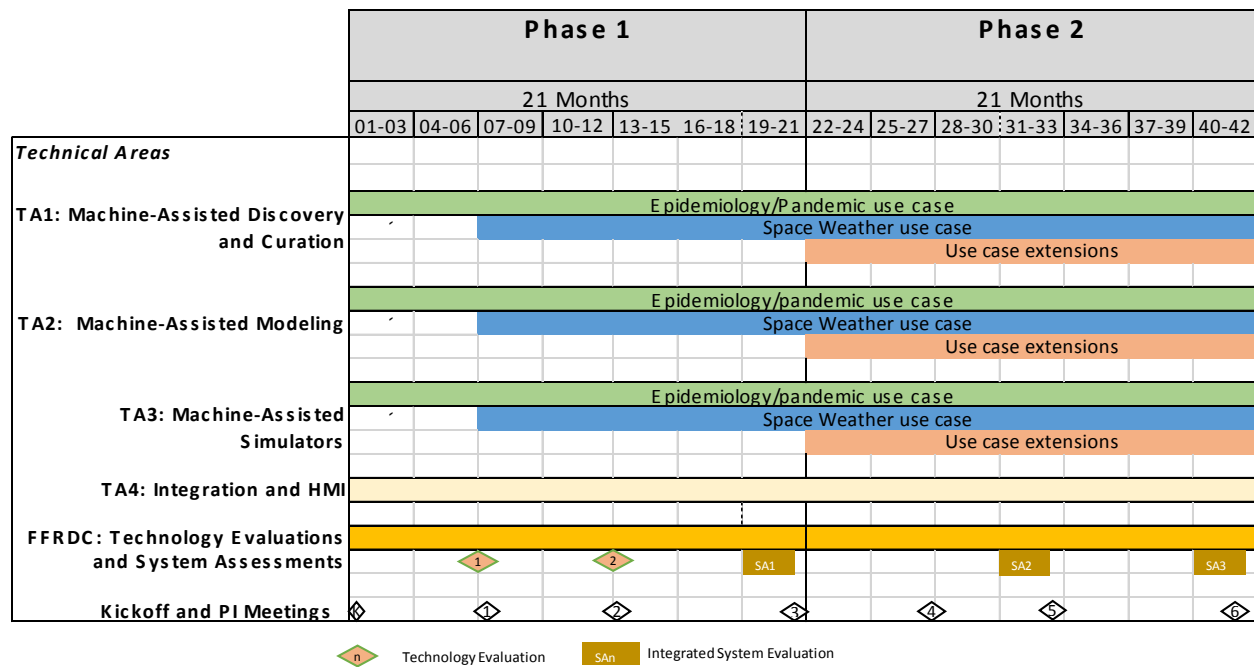 Phase 1 Phase 2
21 Months 21 Months
01-03 04-06 07-09 10-12 13-15 16-18 19-21 22-24 25-27 28-30 31-33 34-36 37-39 40-42
Technical Areas
Epidemiology/Pandemic use case
TA1: Machine-Assisted Discovery
Space Weather use case
and Curation
Use case extensions
Epidemiology/pandemic use case
TA2: Machine-Assisted Modeling
Space Weather use case
Use case extensions
Epidemiology/pandemic use case
TA3: Machine-Assisted
Space Weather use case
Simulators
Use case extensions
TA4: Integration and HMI
FFRDC: Technology Evaluations
and System Assessments 1 2 SA1 SA2 SA3
Kickoff and PI Meetings K 1 2 3 4 5 6
n Technology Evaluation SAn Integrated System Evaluation